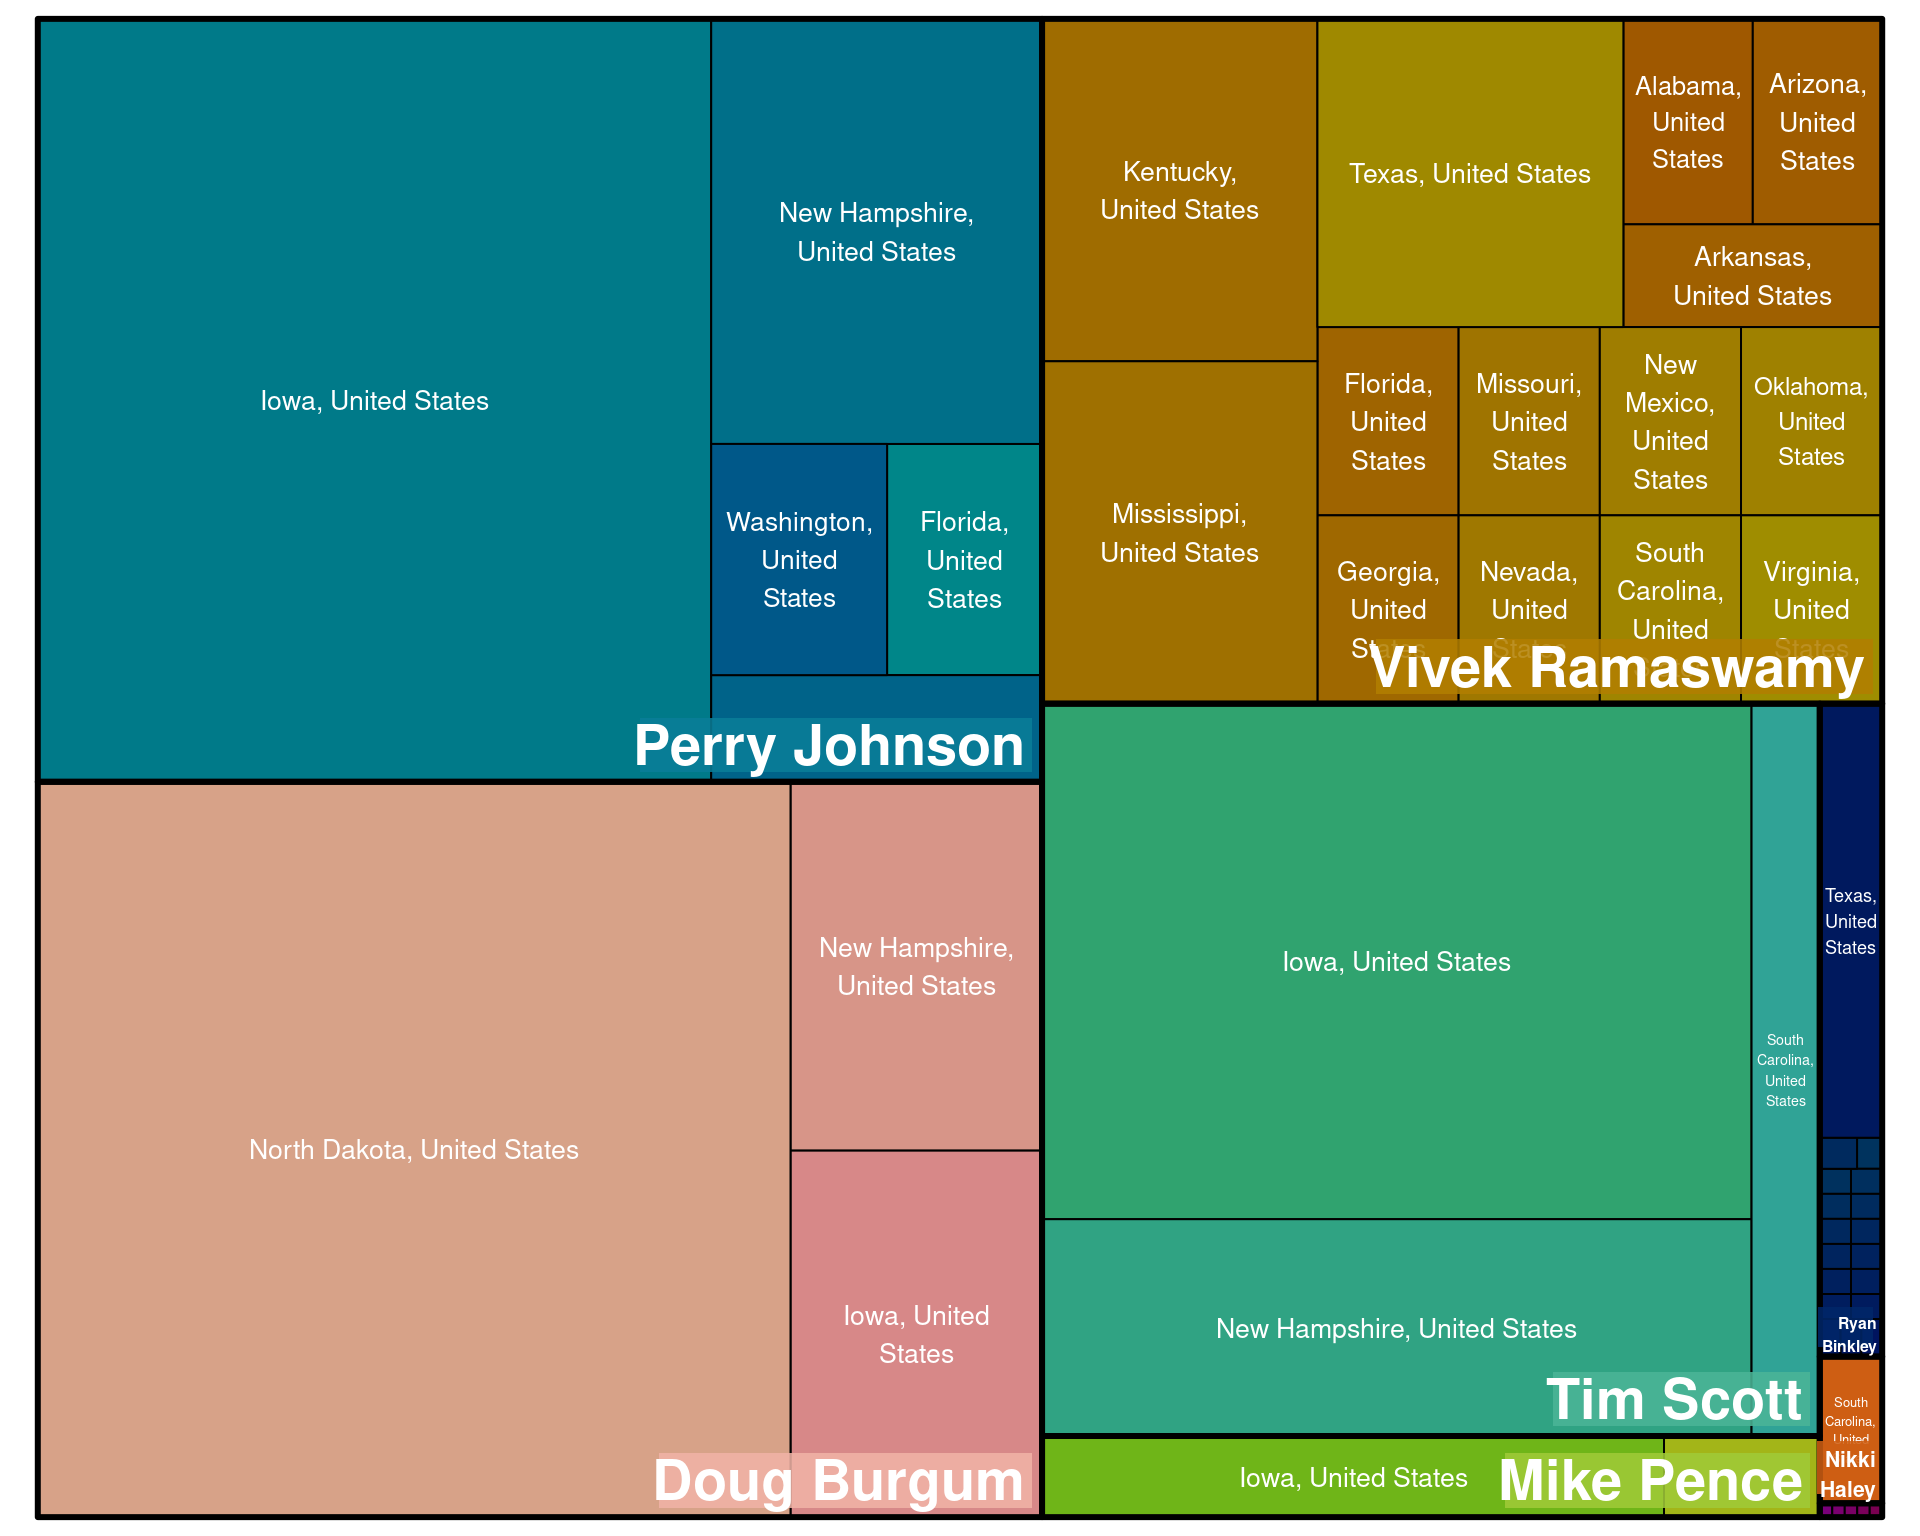 Iowa, United States
New Hampshire,
United States
Washington,
United
States
Florida,
United
States
Perry Johnson
Kentucky,
United States
Mississippi,
United States
Texas, United States
Alabama,
United
States
Arizona,
United
States
Arkansas,
United States
Florida,
United
States
Missouri,
United
States
New
Mexico,
United
States
Oklahoma,
United
States
Georgia,
United
States
Nevada,
United
States
South
Carolina,
United
Virginia,
United
States
Vivek Ramaswamy
North Dakota, United States
New Hampshire,
United States
Iowa, United
States
Doug Burgum
Iowa, United States
New Hampshire, United States
South
Carolina,
United
States
Tim Scott
Iowa, United States
Mike Pence
Texas,
United
States
Ryan
Binkley
South
Carolina,
United
Nikki
Haley